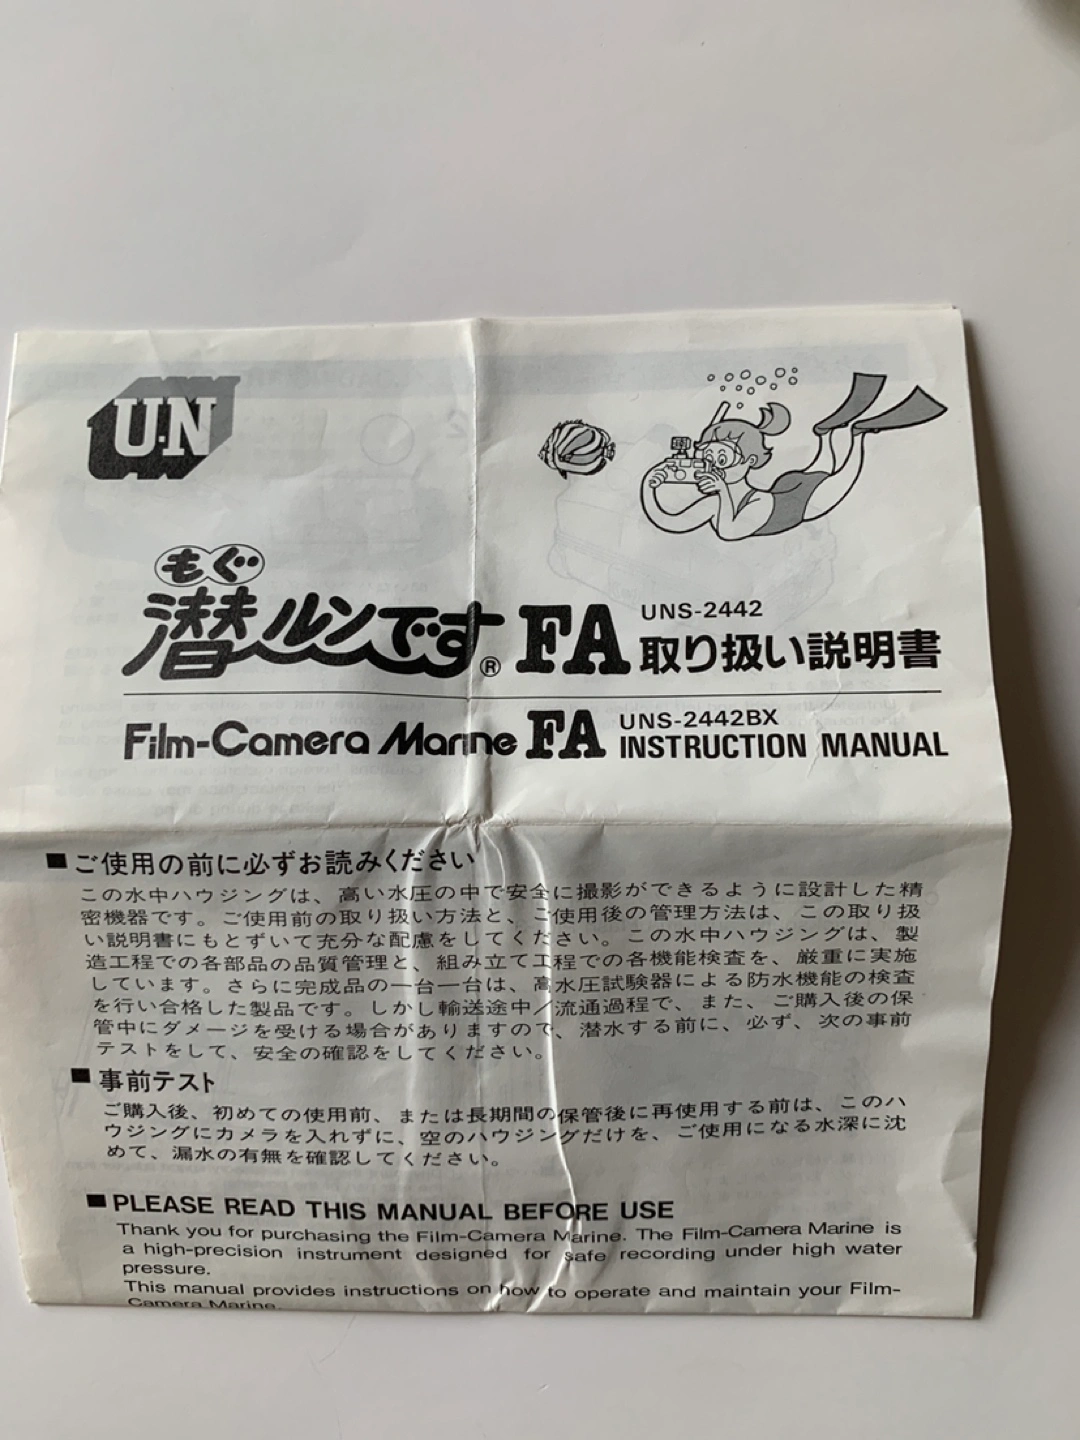 U-N
もぐ
潜ルンです® FA UNS-2442
取り扱い説明書
Film-Camera Marine FA UNS-2442BX
INSTRUCTION MANUAL
■ご使用の前に必ずお読みください
この水中ハウジングは、高い水圧の中で安全に撮影ができるように設計した精
密機器です。ご使用前の取り扱い方法と、ご使用後の管理方法は、この取り扱
い説明書にもとずいて充分な配慮をしてください。この水中ハウジングは、製
造工程での各部品の品質管理と、組み立て工程での各機能検査を、厳重に実施
しています。さらに完成品の一台一台は、高水圧試験器による防水機能の検査
を行い合格した製品です。しかし輸送途中/流通過程で、また、ご購入後の保
管中にダメージを受ける場合がありますので、潜水する前に、必ず、次の事前
テストをして、安全の確認をしてください。
■事前テスト
ご購入後、初めての使用前、または長期間の保管後に再使用する前は、このハ
ウジングにカメラを入れずに、空のハウジングだけを、ご使用になる水深に沈
めて、漏水の有無を確認してください。
■PLEASE READ THIS MANUAL BEFORE USE
Thank you for purchasing the Film-Camera Marine. The Film-Camera Marine is
a high-precision instrument designed for safe recording under high water
pressure.
This manual provides instructions on how to operate and maintain your Film-
Camera Marine.